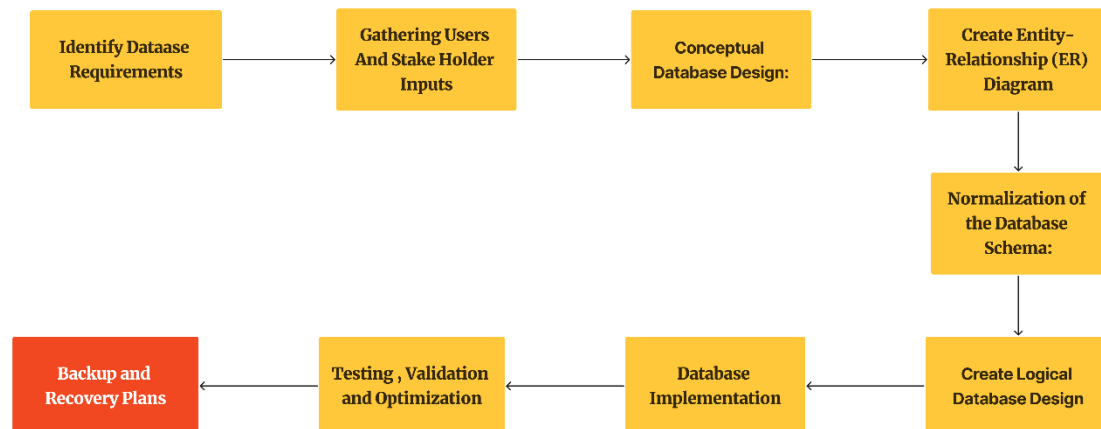 Identify Dataase
Requirements
Gathering Users
And Stake Holder
Inputs
Conceptual
Database Design:
Create Entity-
Relationship (ER)
Diagram
Normalization of
the Database
Schema:
Create Logical
Database Design
Database
Implementation
Testing , Validation
and Optimization
Backup and
Recovery Plans